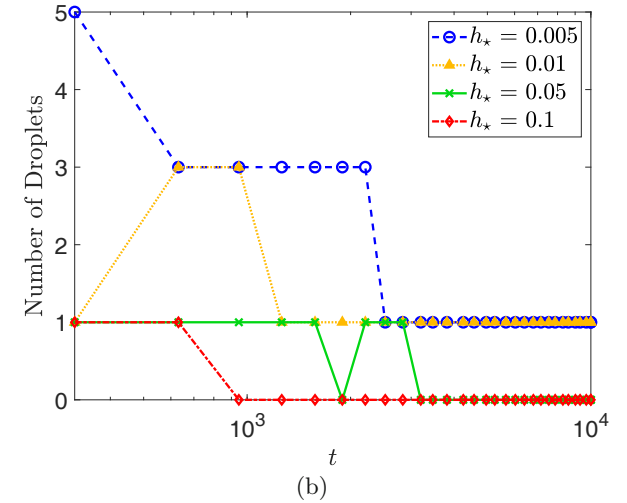 5
4
3
2
1
0
Number of Droplets
h⋆ = 0.005
h⋆ = 0.01
h⋆ = 0.05
h⋆ = 0.1
10³
10⁴
t
(b)